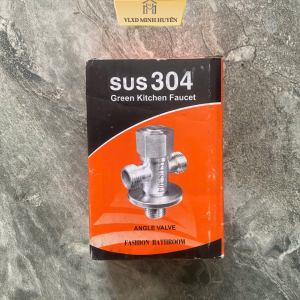 VLXD MINH HUYỀN
SUS 304
Green Kitchen Faucet
ANGLE VALVE
FASHION BATHROOM